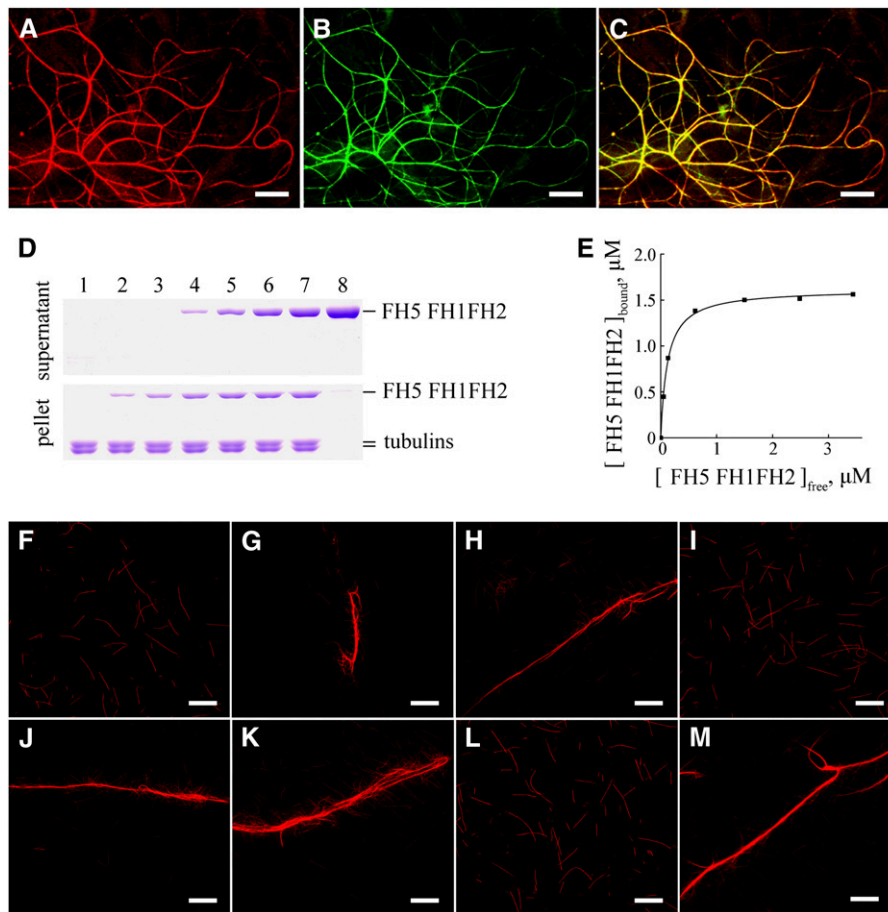 A B C
D
1 2 3 4 5 6 7 8
supernatant
FH5 FH1FH2
pellet
FH5 FH1FH2
tubulins
E
[ FH5 FH1FH2 ]bound, µM
2.0
1.5
1.0
0.5
0
0 1 2 3
[ FH5 FH1FH2 ]free, µM
F G H I
J K L M